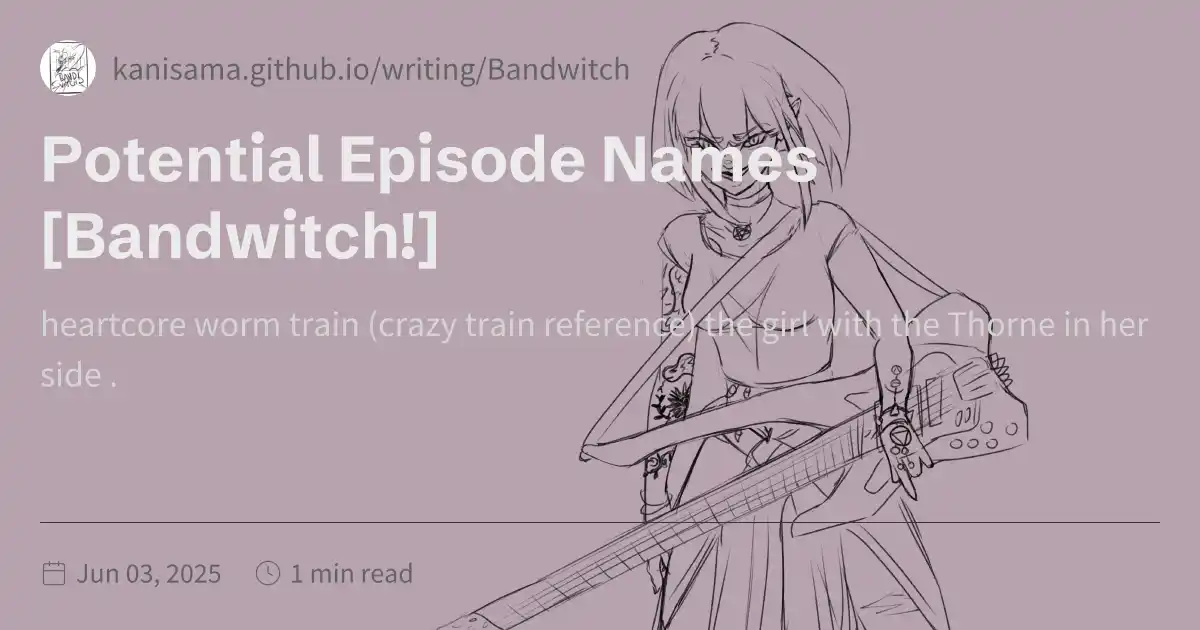 kanisama.github.io/writing/Bandwitch
Potential Episode Names
[Bandwitch!]
heartcore worm train (crazy train reference) the girl with the Thorne in her
side .
Jun 03, 2025
1 min read